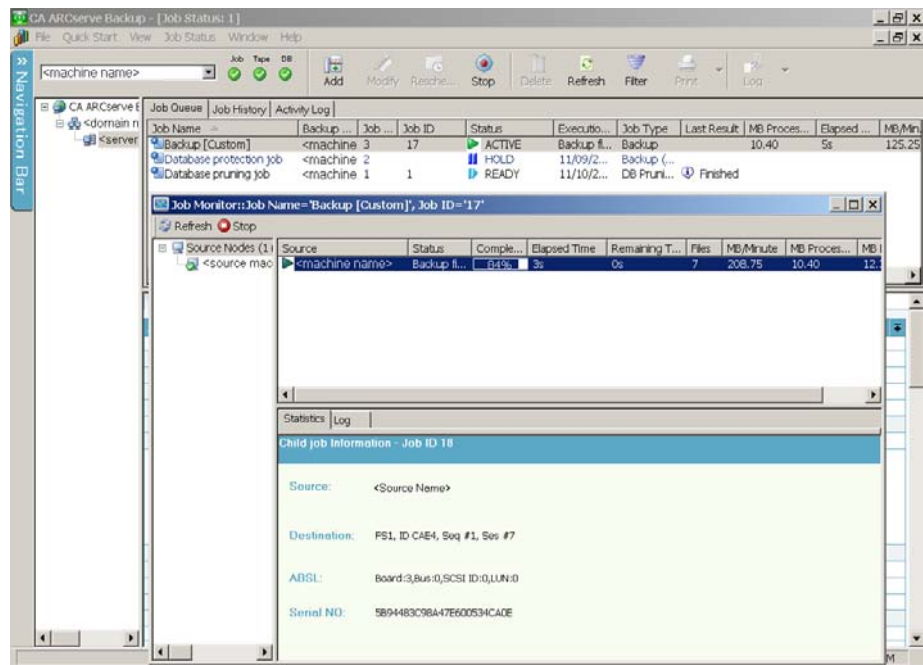 CA ARCserve Backup - [Job Status: 1]
File Quick Start View Job Status Window Help
<machine name>
Job Tape DB
Add Modify Resche... Stop Delete Refresh Filter Print Log
Navigation Bar
CA ARCserve B
<domain n
<server
Job Queue Job History Activity Log
Job Name Backup ... Job ... Job ID Status Executio... Job Type Last Result MB Proces... Elapsed ... MB/Min
Backup [Custom] <machine 3 17 ACTIVE Backup fi... Backup 10.40 5s 125.25
Database protection job <machine 2 HOLD 11/09/2... Backup (...
Database pruning job <machine 1 1 READY 11/10/2... DB Pruni... Finished
Job Monitor::Job Name='Backup [Custom]', Job ID='17'
Refresh Stop
Source Nodes (1
<source mac
Source Status Comple... Elapsed Time Remaining T... Files MB/Minute MB Proces... MB
<machine name> Backup fi... 84% 3s 0s 7 208.75 10.40
Statistics Log
Child job Information - Job ID 18
Source: <Source Name>
Destination: FS1, ID CAE4, Seq #1, Ses #7
ABSL: Board:3,Bus:0,SCSI ID:0,LUN:0
Serial NO: 5B94483C98A47E600534CA0E